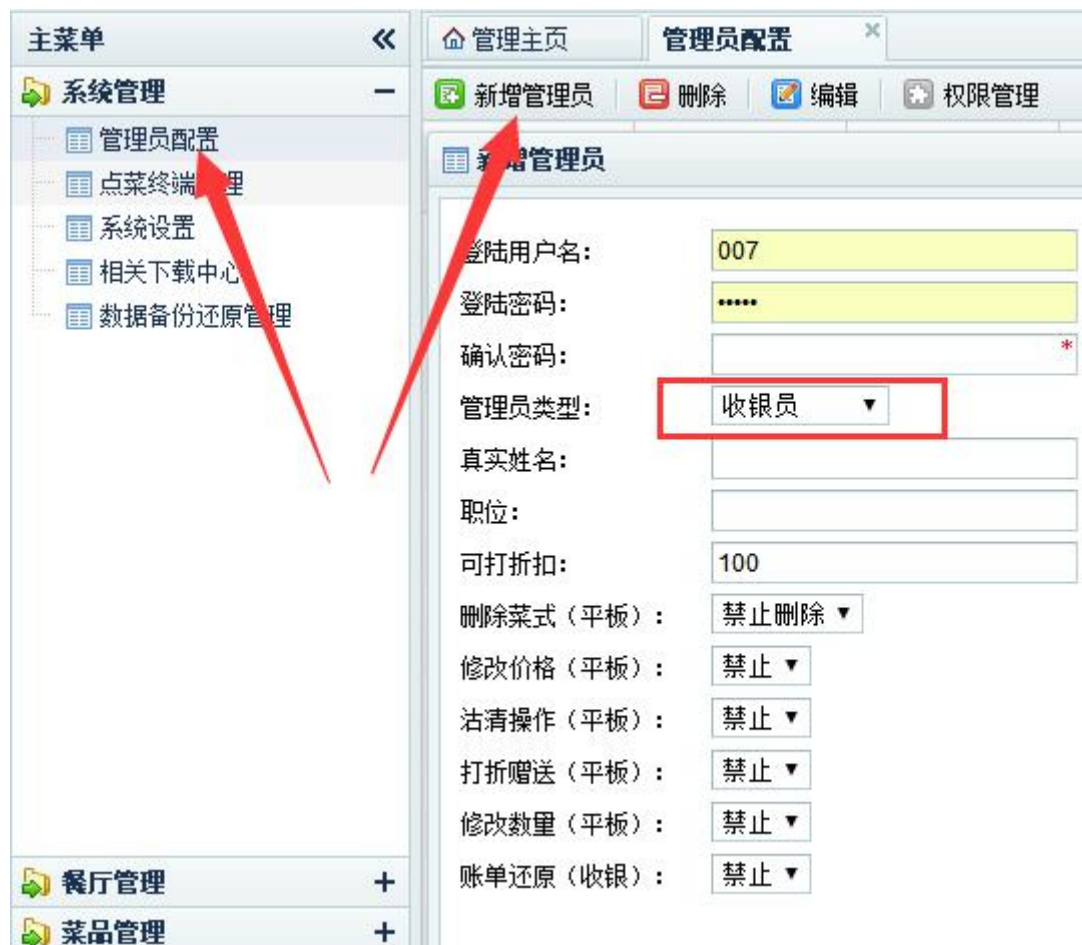 主菜单
系统管理
管理员配置
点菜终端 理
系统设置
相关下载中心
数据备份还原管理
餐厅管理
菜品管理
管理主页
管理员配置
新增管理员 删除 编辑 权限管理
新增管理员
登陆用户名: 007
登陆密码: •••••
确认密码: *
管理员类型: 收银员
真实姓名:
职位:
可打折扣: 100
删除菜式（平板）: 禁止删除
修改价格（平板）: 禁止
沽清操作（平板）: 禁止
打折赠送（平板）: 禁止
修改数量（平板）: 禁止
账单还原（收银）: 禁止